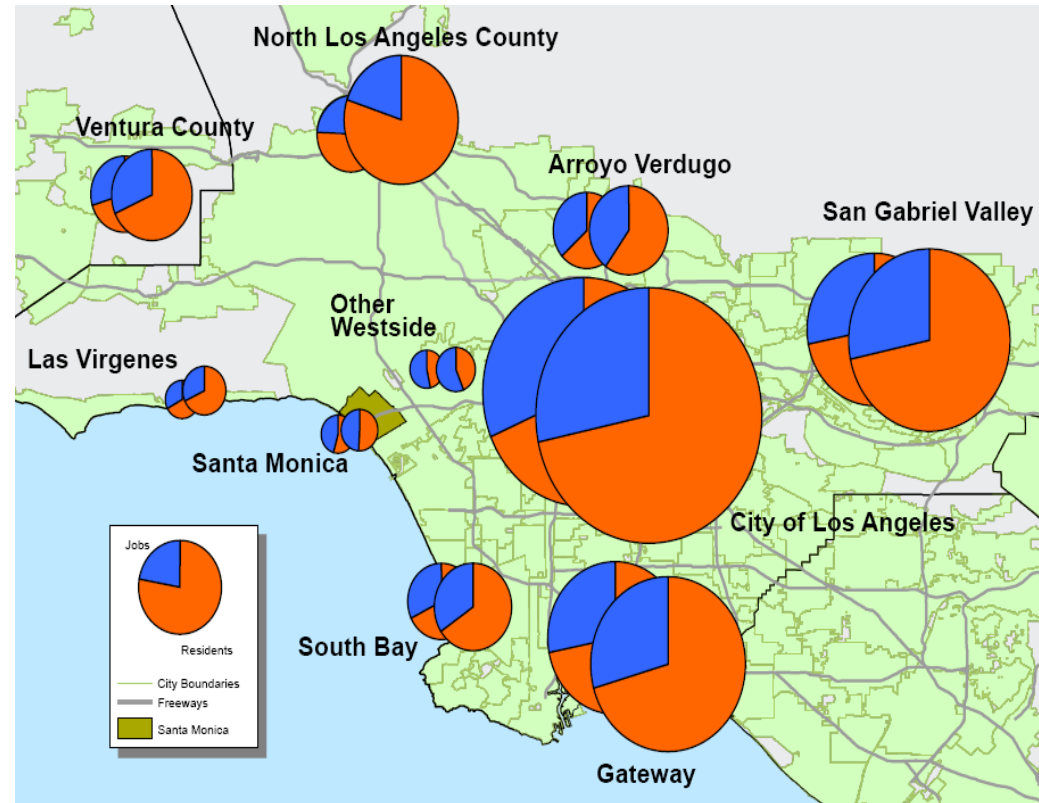 North Los Angeles County
Ventura County
Arroyo Verdugo
San Gabriel Valley
Other
Westside
Las Virgenes
Santa Monica
City of Los Angeles
South Bay
Gateway
Jobs
Residents
City Boundaries
Freeways
Santa Monica